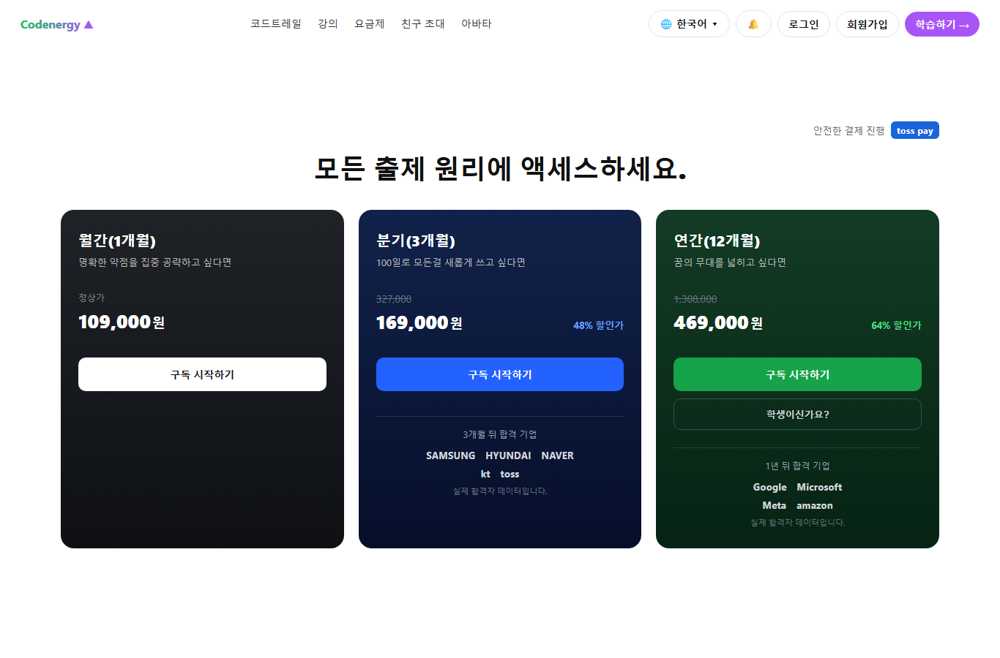 Codenergy ▲
코드트레일 강의 요금제 친구 초대 아바타
🌐 한국어 ▾
🔔
로그인
회원가입
학습하기 →
안전한 결제 진행 toss pay
모든 출제 원리에 액세스하세요.
월간(1개월)
명확한 약점을 집중 공략하고 싶다면
정상가
109,000원
구독 시작하기
분기(3개월)
100일로 모든걸 새롭게 쓰고 싶다면
327,000
169,000원 48% 할인가
구독 시작하기
3개월 뒤 합격 기업
SAMSUNG HYUNDAI NAVER
kt toss
실제 합격자 데이터입니다.
연간(12개월)
꿈의 무대를 넓히고 싶다면
1,308,000
469,000원 64% 할인가
구독 시작하기
학생이신가요?
1년 뒤 합격 기업
Google Microsoft
Meta amazon
실제 합격자 데이터입니다.